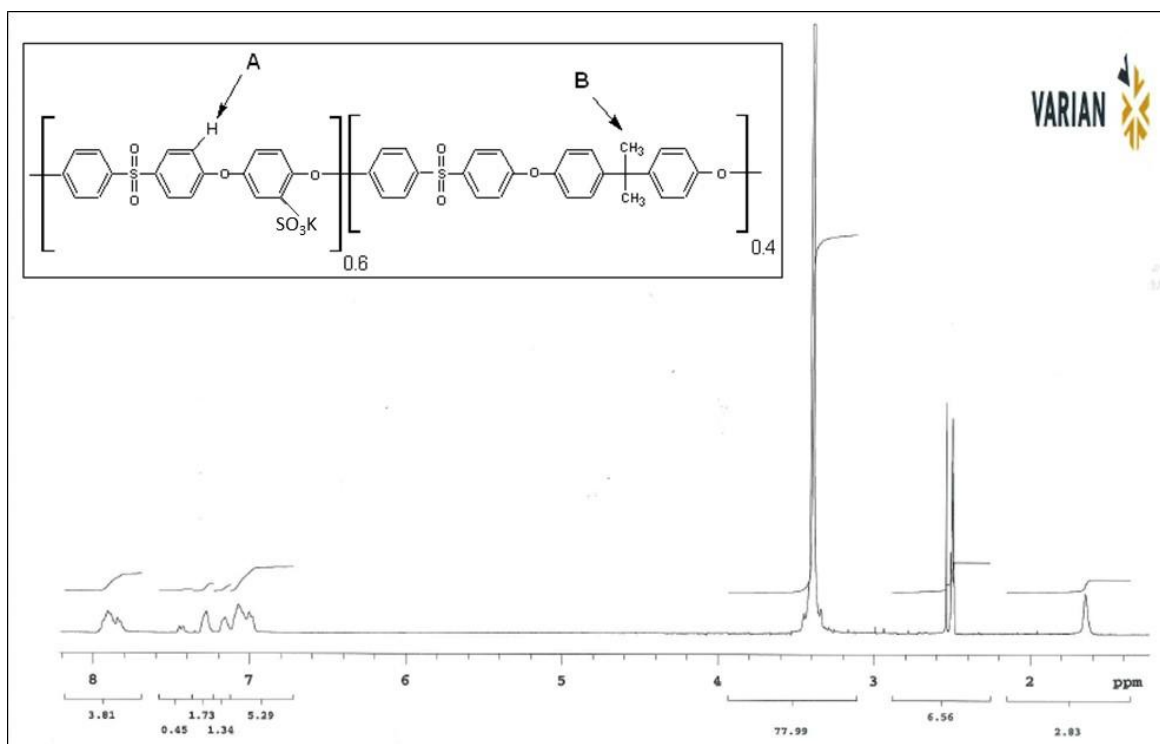 A
B
VARIAN
H
CH₃
O
O
S
S
O
O
O
O
O
O
CH₃
SO₃K
0.6
0.4
8
7
6
5
4
3
2
ppm
3.81
1.73
5.29
0.45
1.34
77.99
6.56
2.83